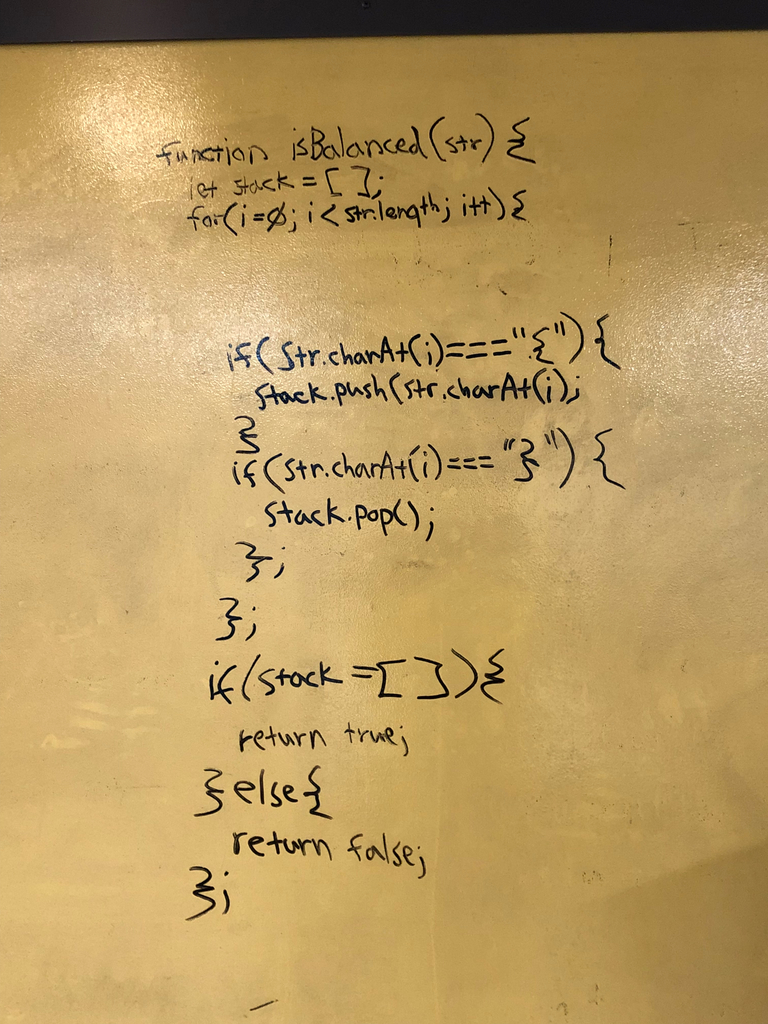 function isBalanced(str) {
let stack = [ ];
for(i=0; i < str.length; i++) {
if(str.charAt(i)==="{") {
stack.push(str.charAt(i);
}
if(str.charAt(i)==="}") {
stack.pop();
};
};
if(stack = [ ]) {
return true;
} else {
return false;
};